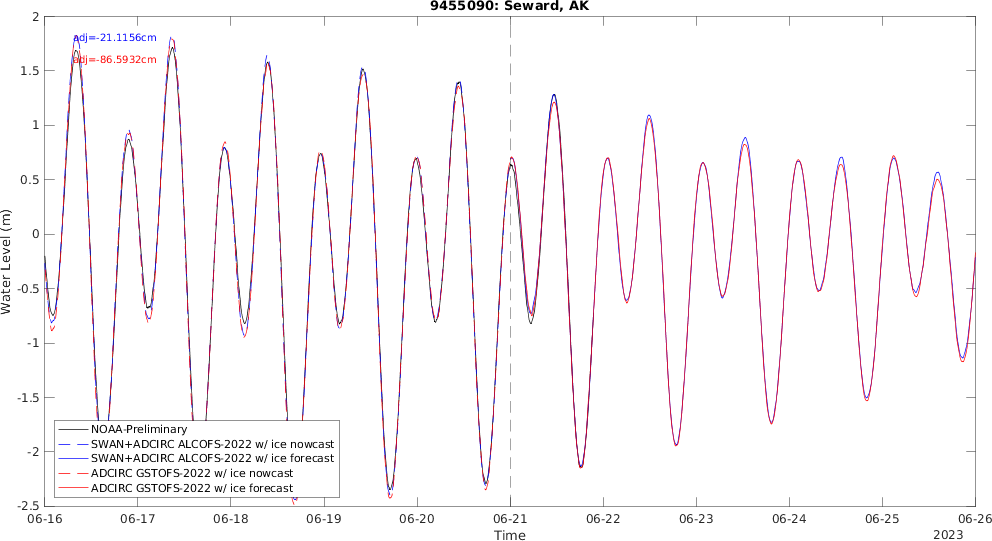 9455090: Seward, AK
adj=-21.1156cm
adj=-86.5932cm
Water Level (m)
2
1.5
1
0.5
0
-0.5
-1
-1.5
-2
-2.5
NOAA-Preliminary
SWAN+ADCIRC ALCOFS-2022 w/ ice nowcast
SWAN+ADCIRC ALCOFS-2022 w/ ice forecast
ADCIRC GSTOFS-2022 w/ ice nowcast
ADCIRC GSTOFS-2022 w/ ice forecast
06-16 06-17 06-18 06-19 06-20 06-21 06-22 06-23 06-24 06-25 06-26
Time
2023